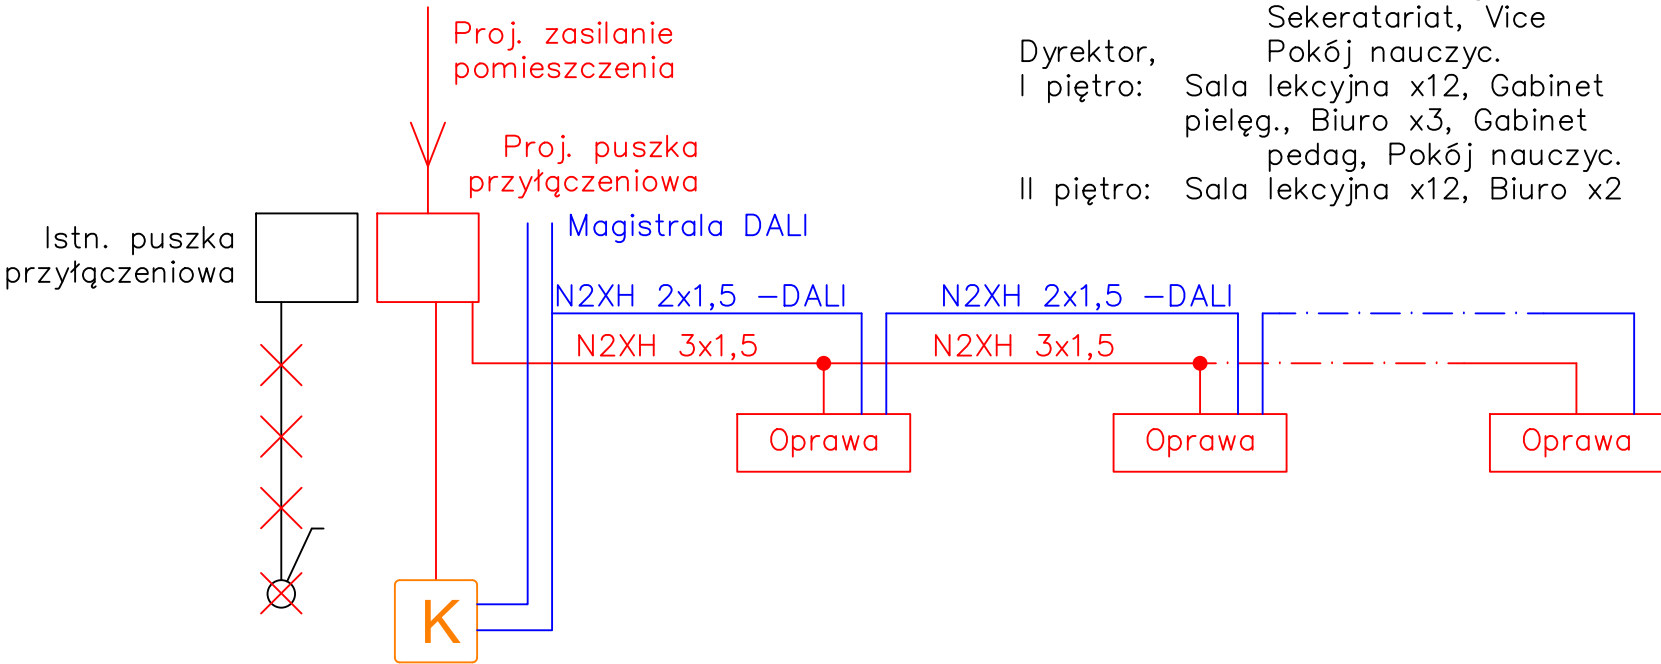 Proj. zasilanie
pomieszczenia
Sekeratariat, Vice
Dyrektor, Pokój nauczyc.
I piętro: Sala lekcyjna x12, Gabinet
pielęg., Biuro x3, Gabinet
pedag, Pokój nauczyc.
II piętro: Sala lekcyjna x12, Biuro x2
Proj. puszka
przyłączeniowa
Istn. puszka
przyłączeniowa
Magistrala DALI
N2XH 2x1,5 -DALI
N2XH 2x1,5 -DALI
N2XH 3x1,5
N2XH 3x1,5
Oprawa
Oprawa
Oprawa
K